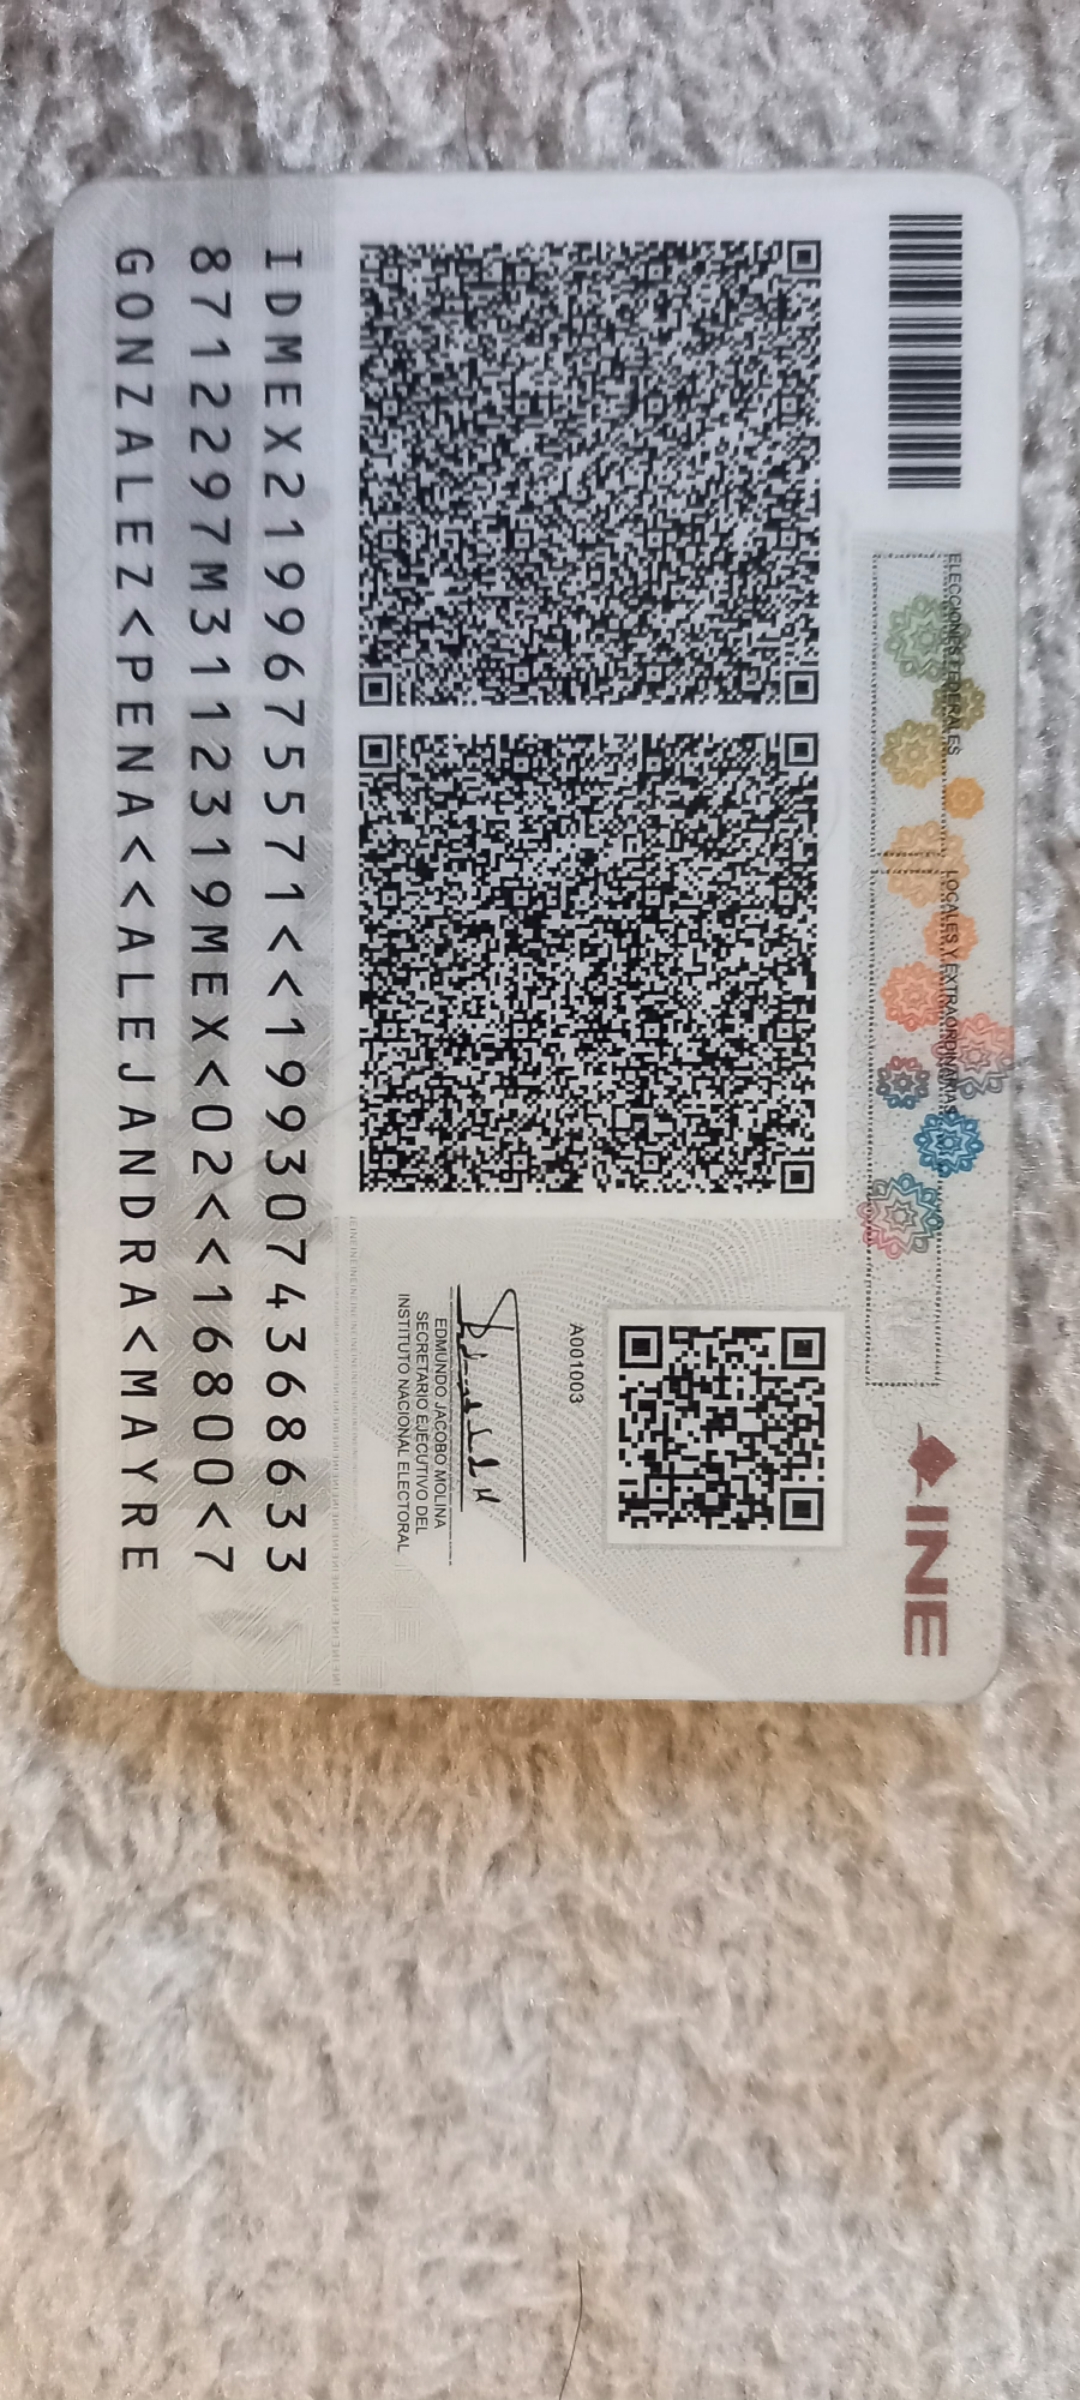 ELECCIONES FEDERALES
LOCALES Y EXTRAORDINARIAS
INE
A001003
EDMUNDO JACOBO MOLINA
SECRETARIO EJECUTIVO DEL
INSTITUTO NACIONAL ELECTORAL
IDMEX2199675571<<1993074368633
8712297M3112319MEX<02<<16800<7
GONZALEZ<PENA<<ALEJANDRA<MAYRE